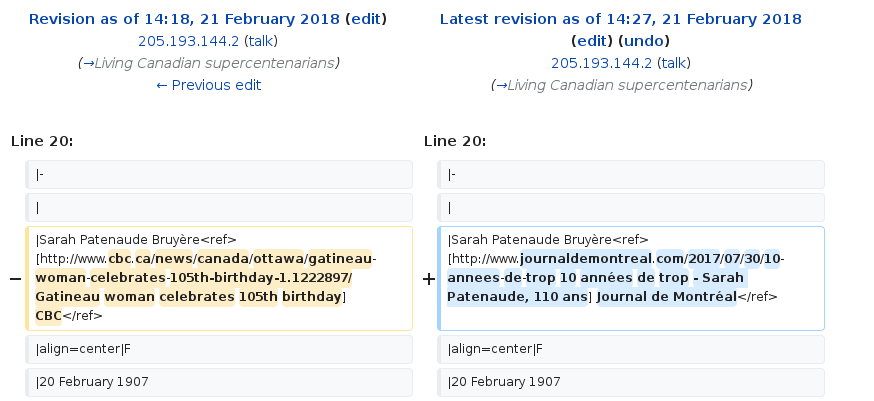 Revision as of 14:18, 21 February 2018 (edit)
205.193.144.2 (talk)
(→Living Canadian supercentenarians)
← Previous edit
Latest revision as of 14:27, 21 February 2018
(edit) (undo)
205.193.144.2 (talk)
(→Living Canadian supercentenarians)
Line 20:
Line 20:
|-
|-
|
|
−
|Sarah Patenaude Bruyère<ref>
[http://www.cbc.ca/news/canada/ottawa/gatineau-
woman-celebrates-105th-birthday-1.1222897/
Gatineau woman celebrates 105th birthday]
CBC</ref>
+
|Sarah Patenaude Bruyère<ref>
[http://www.journaldemontreal.com/2017/07/30/10-
annees-de-trop 10 années de trop - Sarah
Patenaude, 110 ans] Journal de Montréal</ref>
|align=center|F
|align=center|F
|20 February 1907
|20 February 1907